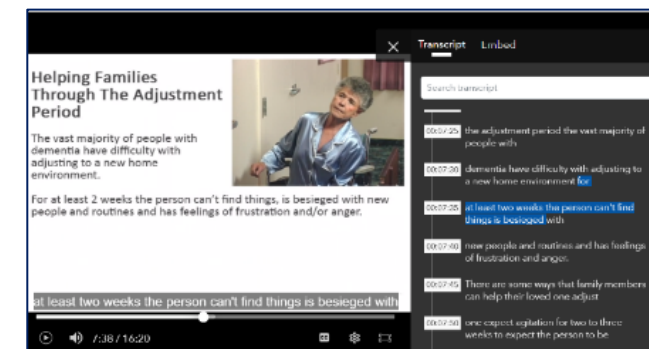 Helping Families
Through The Adjustment
Period
The vast majority of people with
dementia have difficulty with
adjusting to a new home
environment.
For at least 2 weeks the person can't find things, is besieged with new
people and routines and has feelings of frustration and/or anger.
at least two weeks the person can't find things is besieged with
7:38 / 16:20
Transcript Embed
Search transcript
00:07:25 the adjustment period the vast majority of
people with
00:07:30 dementia have difficulty with adjusting to
a new home environment for
00:07:35 at least two weeks the person can't find
things is besieged with
00:07:40 new people and routines and has feelings
of frustration and anger.
00:07:45 There are some ways that family members
can help their loved one adjust
00:07:50 one expect agitation for two to three
weeks to expect the person to be